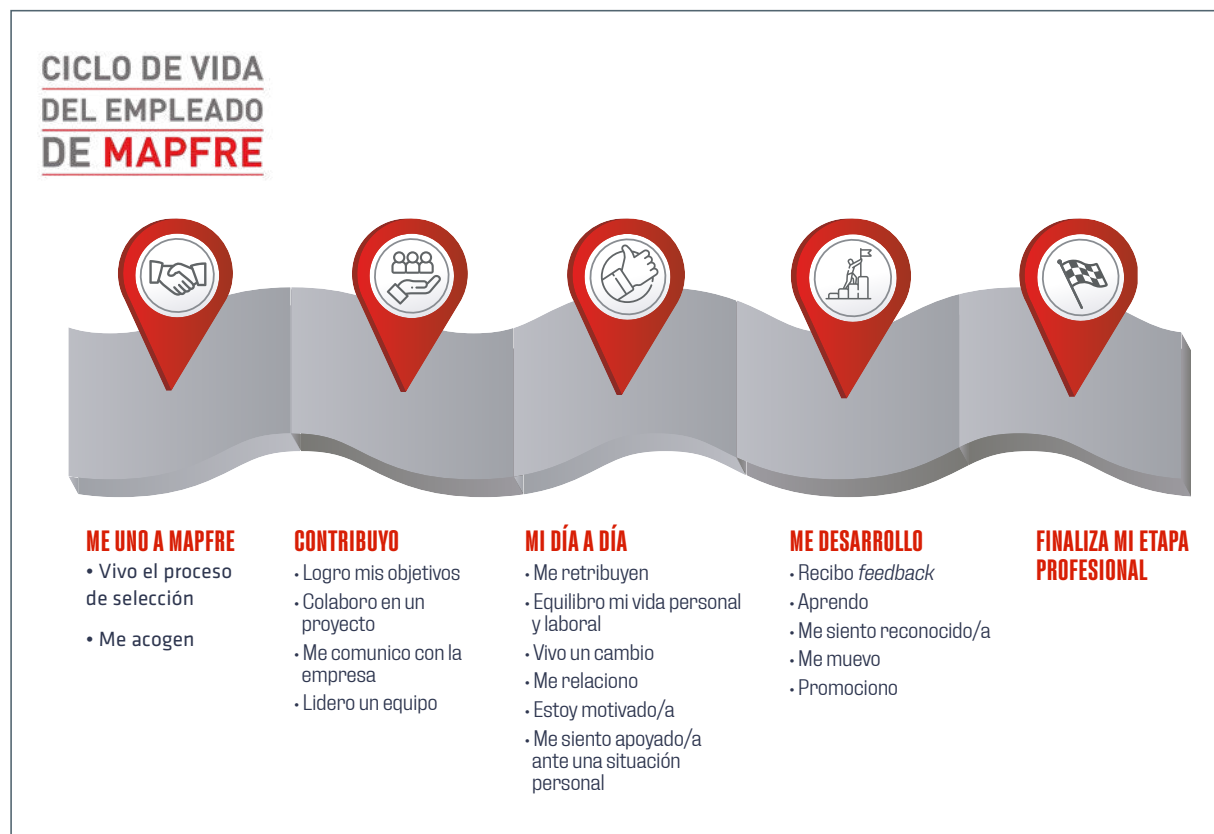 CICLO DE VIDA
DEL EMPLEADO
DE MAPFRE
ME UNO A MAPFRE
• Vivo el proceso
de selección
• Me acogen
CONTRIBUYO
• Logro mis objetivos
• Colaboro en un
proyecto
• Me comunico con la
empresa
• Lidero un equipo
MI DÍA A DÍA
• Me retribuyen
• Equilibro mi vida personal
y laboral
• Vivo un cambio
• Me relaciono
• Estoy motivado/a
• Me siento apoyado/a
ante una situación
personal
ME DESARROLLO
• Recibo feedback
• Aprendo
• Me siento reconocido/a
• Me muevo
• Promociono
FINALIZA MI ETAPA
PROFESIONAL